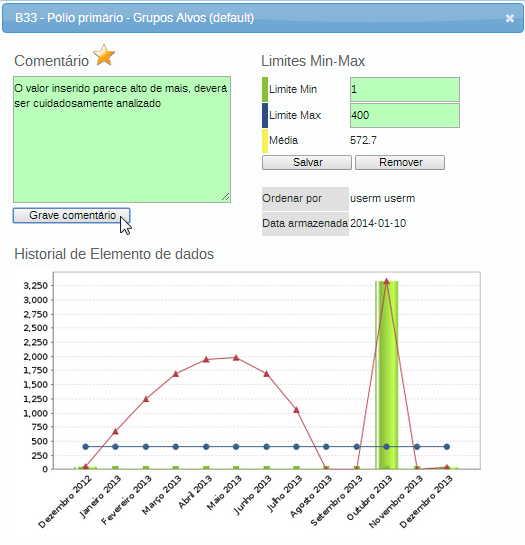 B33 - Pólio primário - Grupos Alvos (default)
Comentário
O valor inserido parece alto de mais, deverá
ser cuidadosamente analizado
Grave comentário
Limites Min-Max
Limite Min 1
Limite Max 400
Média 572.7
Salvar Remover
Ordenar por userm userm
Data armazenada 2014-01-10
Historial de Elemento de dados
3,250
3,000
2,750
2,500
2,250
2,000
1,750
1,500
1,250
1,000
750
500
250
0
Dezembro 2012
Janeiro 2013
Fevereiro 2013
Março 2013
Abril 2013
Maio 2013
Junho 2013
Julho 2013
Agosto 2013
Setembro 2013
Outubro 2013
Novembro 2013
Dezembro 2013